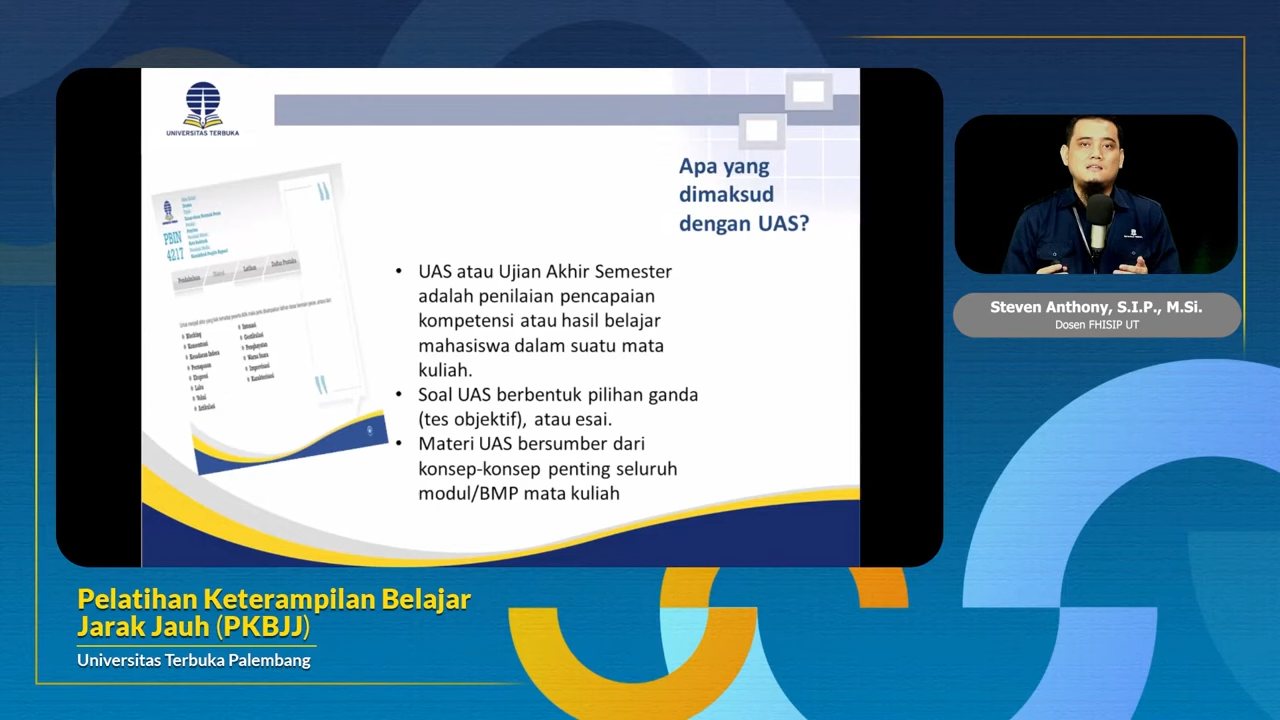 UNIVERSITAS TERBUKA
Apa yang
dimaksud
dengan UAS?
PBIN
4217
Pendahuluan
Latihan
• UAS atau Ujian Akhir Semester
adalah penilaian pencapaian
kompetensi atau hasil belajar
mahasiswa dalam suatu mata
kuliah.
• Soal UAS berbentuk pilihan ganda
(tes objektif), atau esai.
• Materi UAS bersumber dari
konsep-konsep penting seluruh
modul/BMP mata kuliah
Steven Anthony, S.I.P., M.Si.
Dosen FHISIP UT
Pelatihan Keterampilan Belajar
Jarak Jauh (PKBJJ)
Universitas Terbuka Palembang